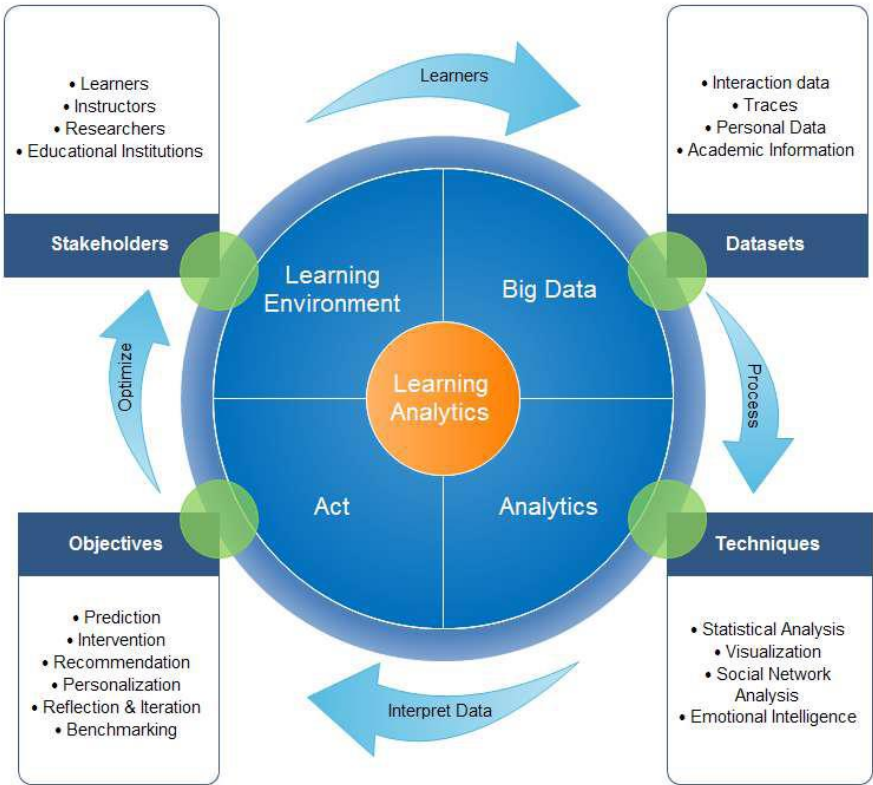 Learners
• Learners
• Instructors
• Researchers
• Educational Institutions
Stakeholders
• Interaction data
• Traces
• Personal Data
• Academic Information
Datasets
Learning
Environment
Big Data
Learning
Analytics
Optimize
Process
Act
Analytics
Objectives
• Prediction
• Intervention
• Recommendation
• Personalization
• Reflection & Iteration
• Benchmarking
Techniques
• Statistical Analysis
• Visualization
• Social Network
Analysis
• Emotional Intelligence
Interpret Data